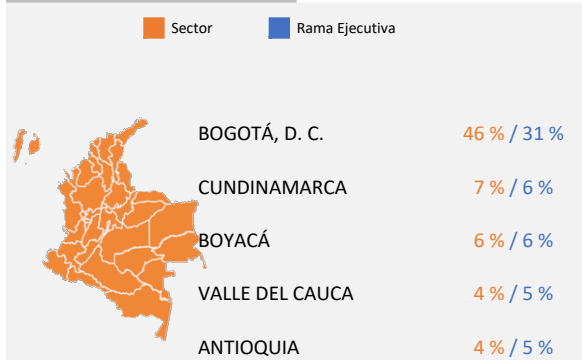 Sector Rama Ejecutiva
BOGOTÁ, D. C. 46 % / 31 %
CUNDINAMARCA 7 % / 6 %
BOYACÁ 6 % / 6 %
VALLE DEL CAUCA 4 % / 5 %
ANTIOQUIA 4 % / 5 %